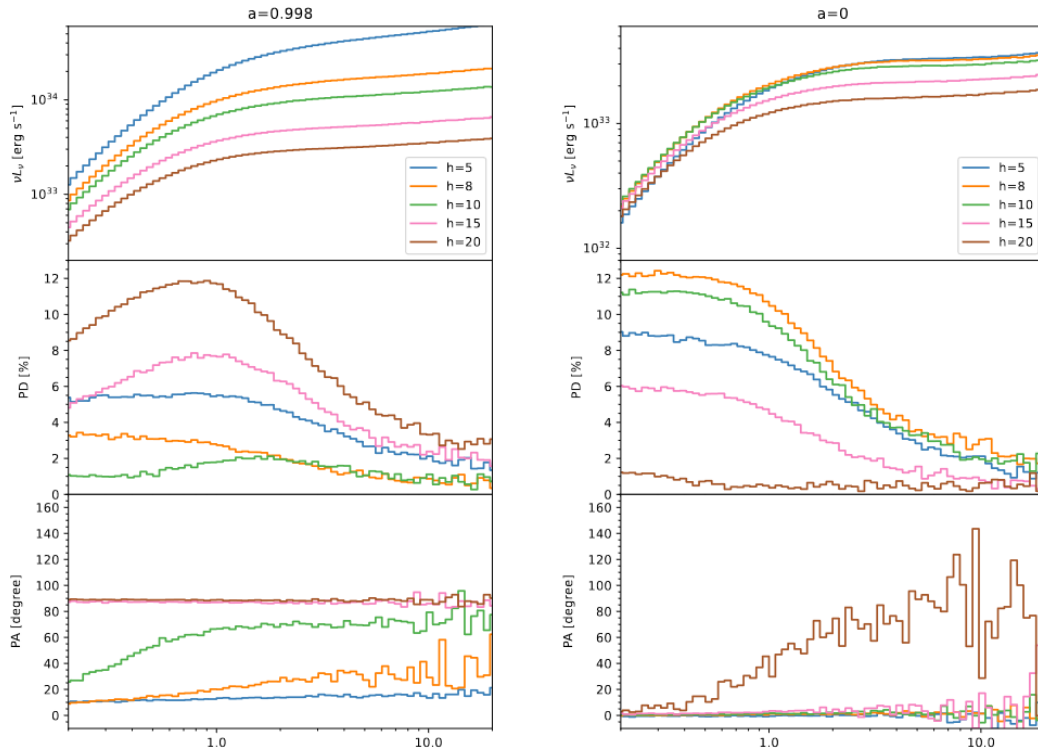 a=0.998
νLν [erg s⁻¹]
10³⁴
10³³
h=5
h=8
h=10
h=15
h=20
PD [%]
12
10
8
6
4
2
0
PA [degree]
160
140
120
100
80
60
40
20
0
1.0
10.0
a=0
νLν [erg s⁻¹]
10³³
10³²
h=5
h=8
h=10
h=15
h=20
PD [%]
12
10
8
6
4
2
0
PA [degree]
160
140
120
100
80
60
40
20
0
1.0
10.0